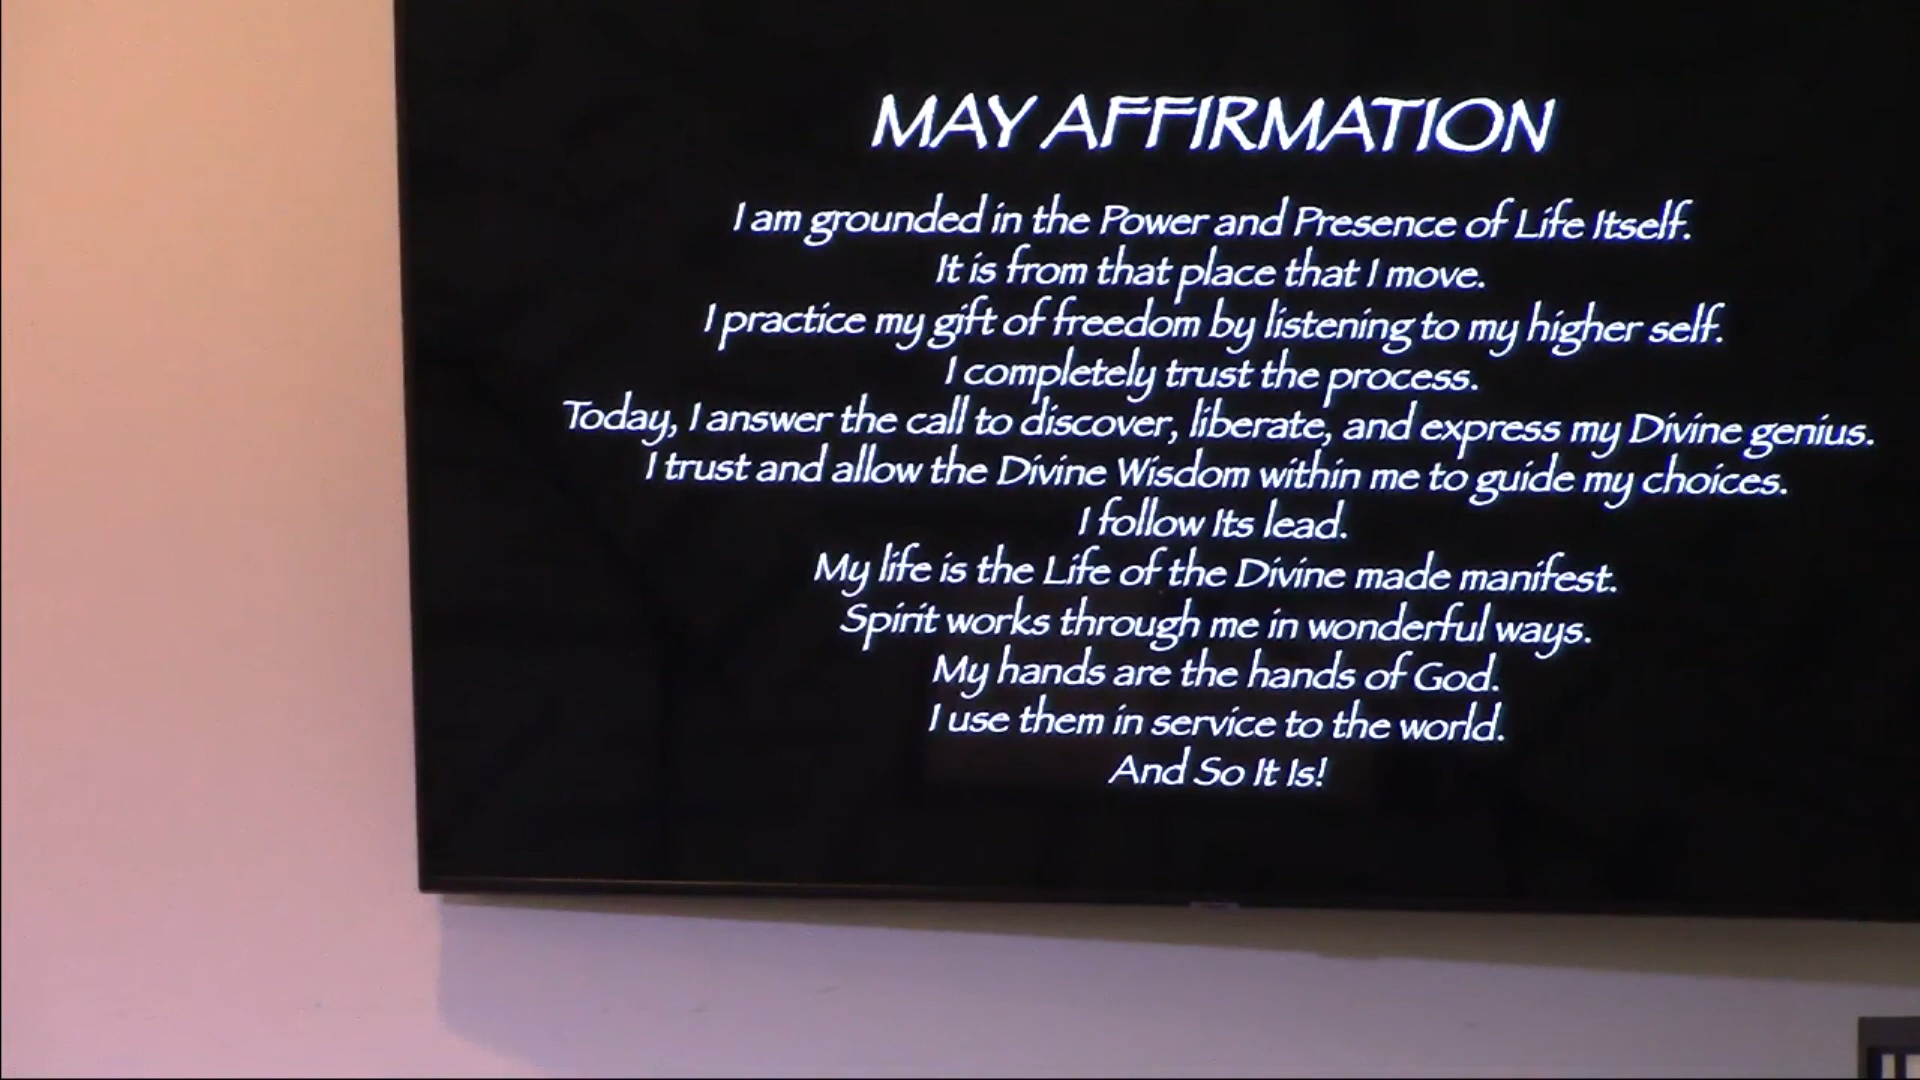 MAY AFFIRMATION
I am grounded in the Power and Presence of Life Itself.
It is from that place that I move.
I practice my gift of freedom by listening to my higher self.
I completely trust the process.
Today, I answer the call to discover, liberate, and express my Divine genius.
I trust and allow the Divine Wisdom within me to guide my choices.
I follow Its lead.
My life is the Life of the Divine made manifest.
Spirit works through me in wonderful ways.
My hands are the hands of God.
I use them in service to the world.
And So It Is!